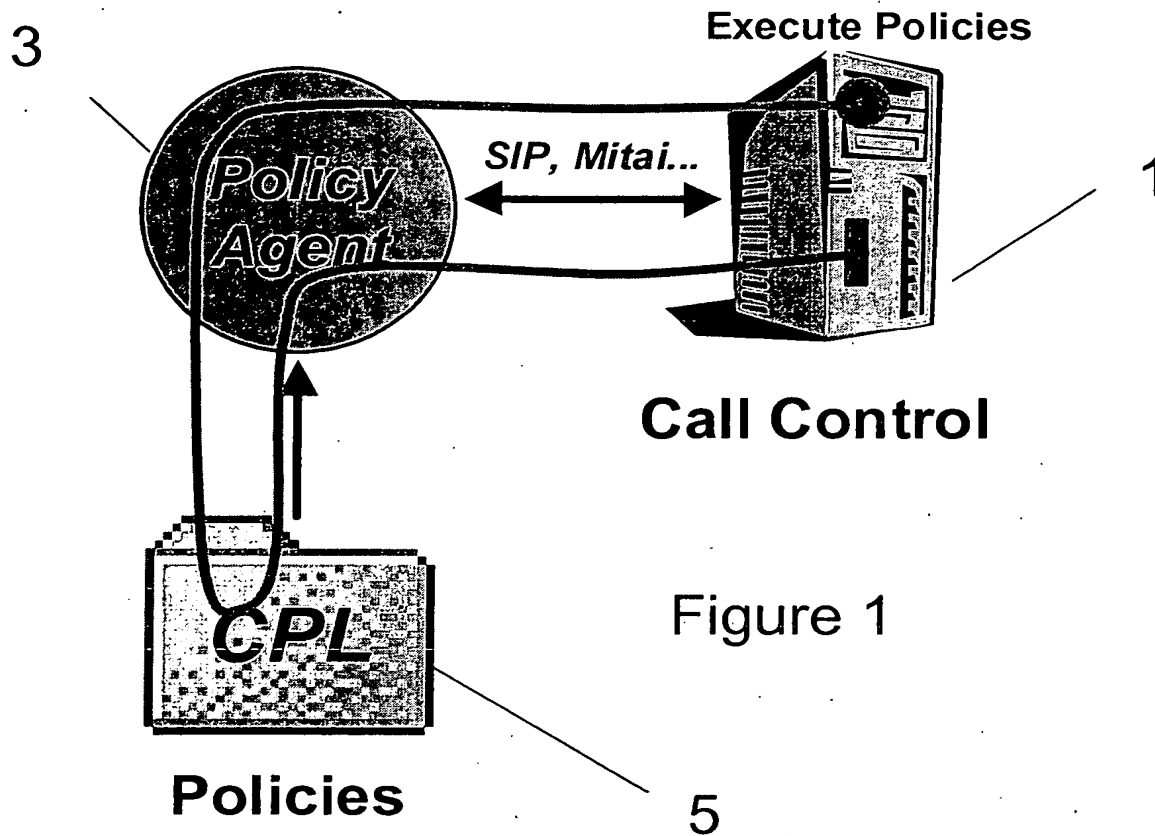 3
Execute Policies
Policy
Agent
SIP, Mitai...
1
Call Control
CPL
Figure 1
Policies
5